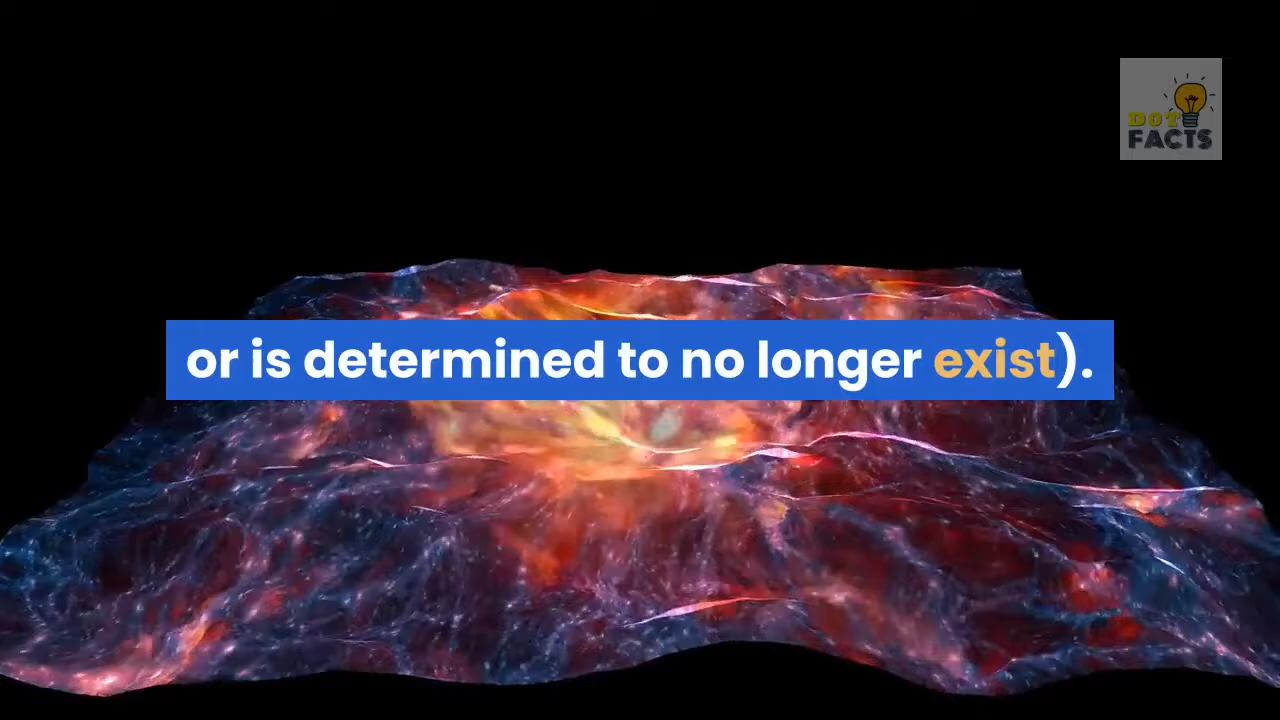 DOT
FACTS
or is determined to no longer exist).